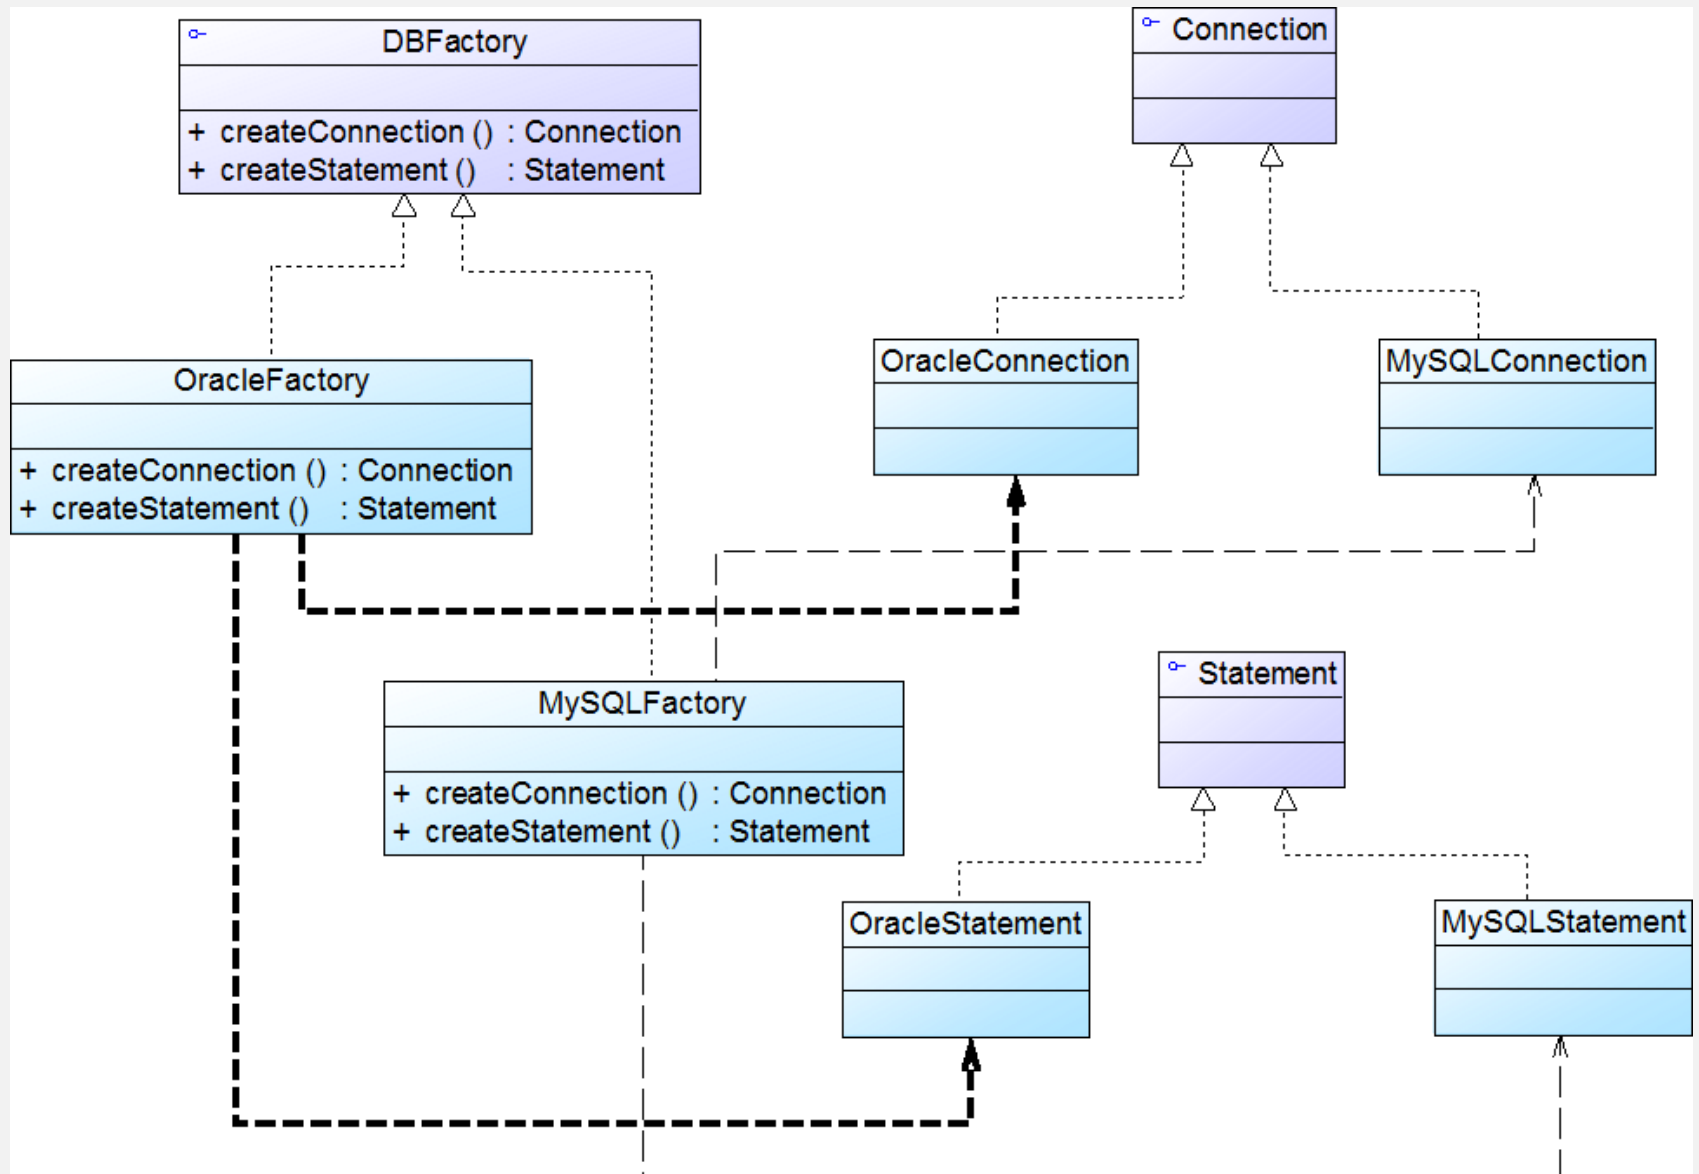 DBFactory
+ createConnection () : Connection
+ createStatement () : Statement
Connection
OracleFactory
+ createConnection () : Connection
+ createStatement () : Statement
OracleConnection
MySQLConnection
MySQLFactory
+ createConnection () : Connection
+ createStatement () : Statement
Statement
OracleStatement
MySQLStatement